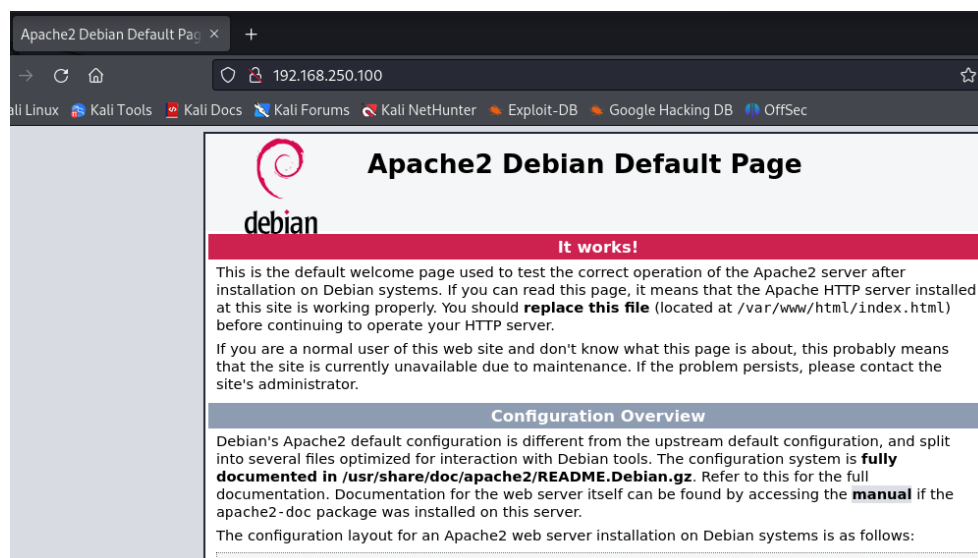 Apache2 Debian Default Pag
192.168.250.100
ali Linux Kali Tools Kali Docs Kali Forums Kali NetHunter Exploit-DB Google Hacking DB OffSec
debian
Apache2 Debian Default Page
It works!
This is the default welcome page used to test the correct operation of the Apache2 server after
installation on Debian systems. If you can read this page, it means that the Apache HTTP server installed
at this site is working properly. You should replace this file (located at /var/www/html/index.html)
before continuing to operate your HTTP server.
If you are a normal user of this web site and don't know what this page is about, this probably means
that the site is currently unavailable due to maintenance. If the problem persists, please contact the
site's administrator.
Configuration Overview
Debian's Apache2 default configuration is different from the upstream default configuration, and split
into several files optimized for interaction with Debian tools. The configuration system is fully
documented in /usr/share/doc/apache2/README.Debian.gz. Refer to this for the full
documentation. Documentation for the web server itself can be found by accessing the manual if the
apache2-doc package was installed on this server.
The configuration layout for an Apache2 web server installation on Debian systems is as follows: